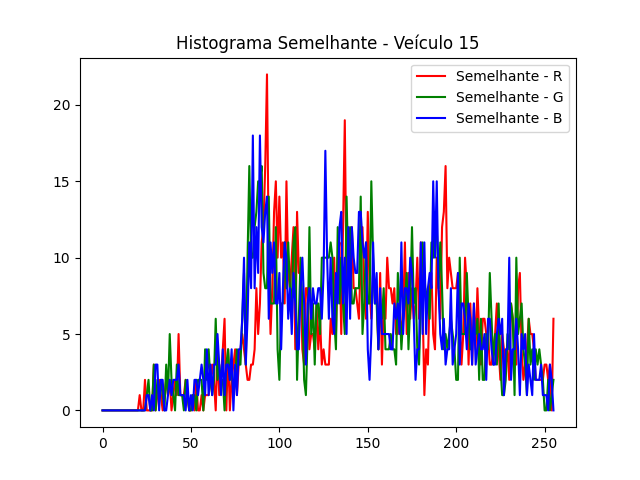 Histograma Semelhante - Veículo 15
Semelhante - R
Semelhante - G
Semelhante - B
20
15
10
5
0
0 50 100 150 200 250